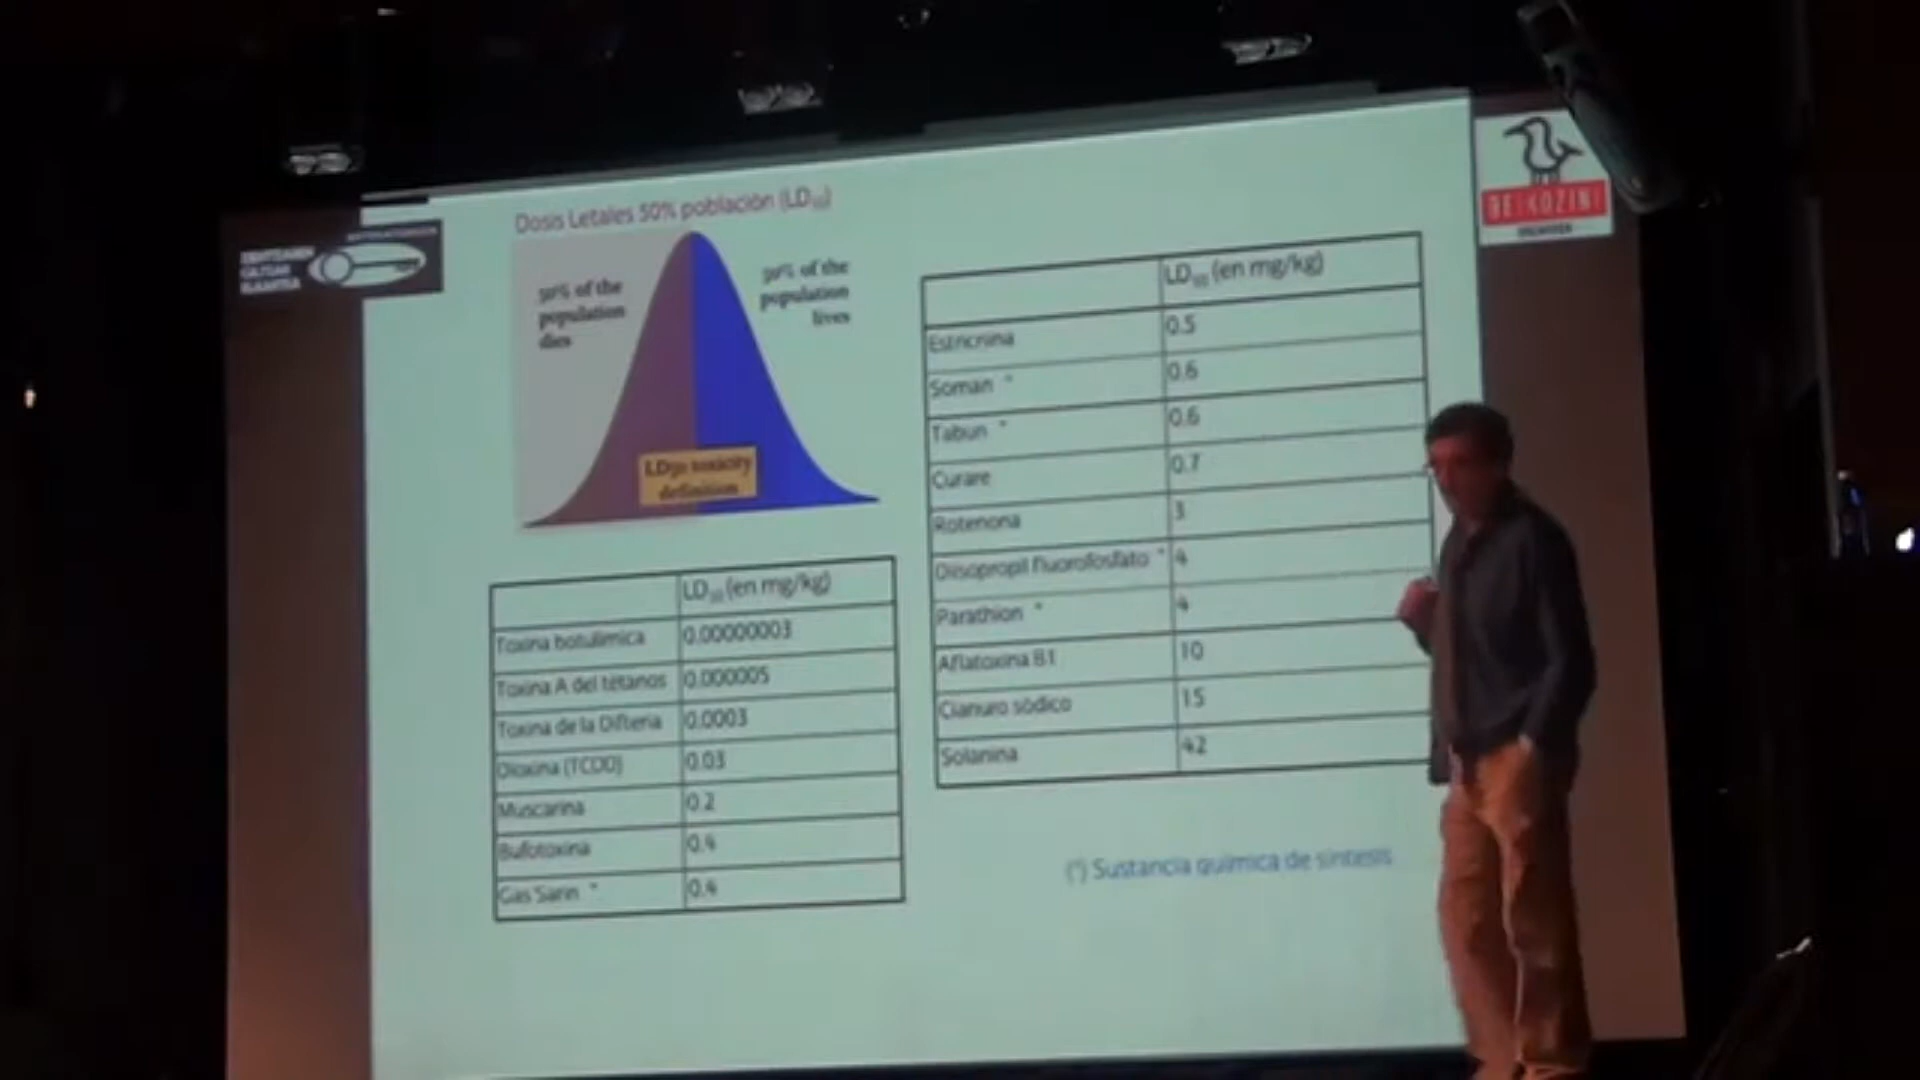 Dosis Letales 50% población (LD50)
50% of the
population
dies
50% of the
population
lives
LD50 toxicity
definition
LD50 (en mg/kg)
Toxina botulímica 0.00000003
Toxina A del tétanos 0.000005
Toxina de la Difteria 0.0003
Dioxina (TCDD) 0.03
Muscarina 0.2
Bufotoxina 0.4
Gas Sarin * 0.4
LD50 (en mg/kg)
Estricnina 0.5
Soman * 0.6
Tabun * 0.6
Curare 0.7
Rotenona 3
Diisopropil fluorofosfato * 4
Parathion * 4
Aflatoxina B1 10
Cianuro sódico 15
Solanina 42
(*) Sustancia química de síntesis